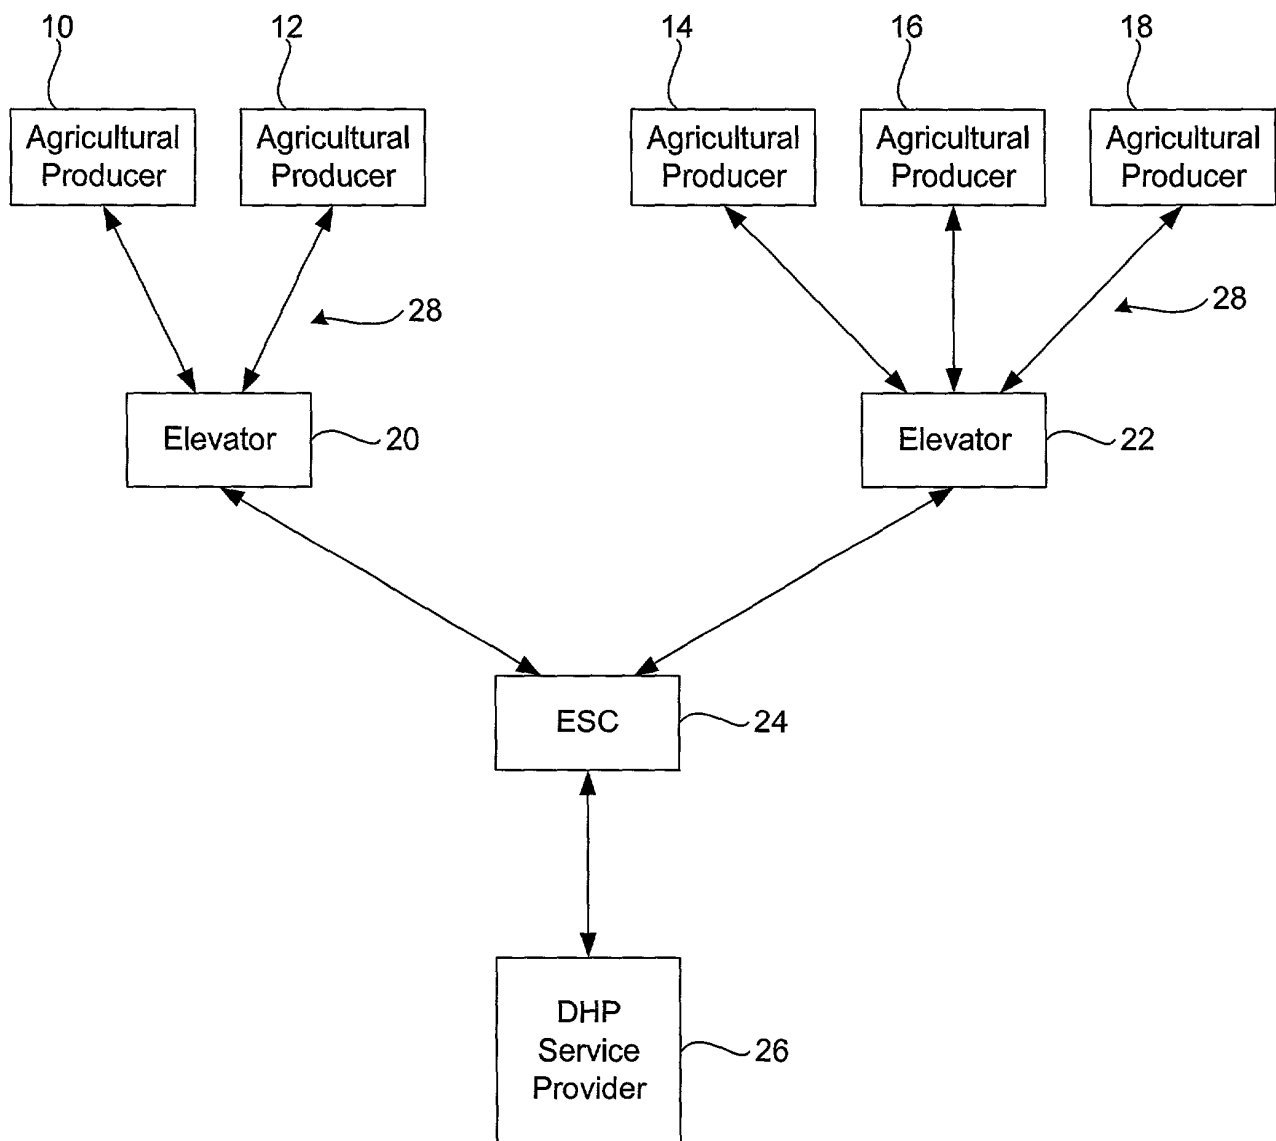 10
12
14
16
18
Agricultural
Producer
Agricultural
Producer
Agricultural
Producer
Agricultural
Producer
Agricultural
Producer
28
28
Elevator
20
Elevator
22
ESC
24
DHP
Service
Provider
26